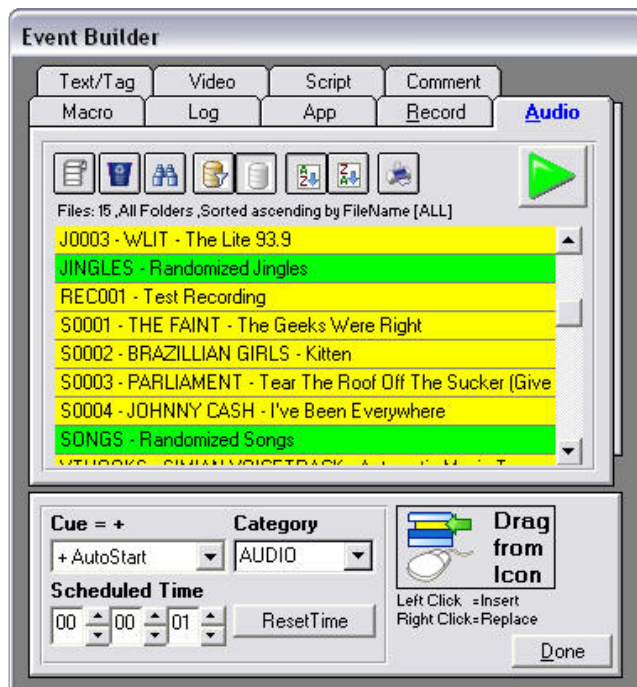 Event Builder
Text/Tag Video Script Comment
Macro Log App Record Audio
Files: 15 ,All Folders ,Sorted ascending by FileName [ALL]
J0003 - WLIT - The Lite 93.9
JINGLES - Randomized Jingles
REC001 - Test Recording
S0001 - THE FAINT - The Geeks Were Right
S0002 - BRAZILLIAN GIRLS - Kitten
S0003 - PARLIAMENT - Tear The Roof Off The Sucker (Give
S0004 - JOHNNY CASH - I've Been Everywhere
SONGS - Randomized Songs
Cue = + Category
+ AutoStart AUDIO
Scheduled Time
00 00 01 ResetTime
Drag
from
Icon
Left Click =Insert
Right Click=Replace
Done